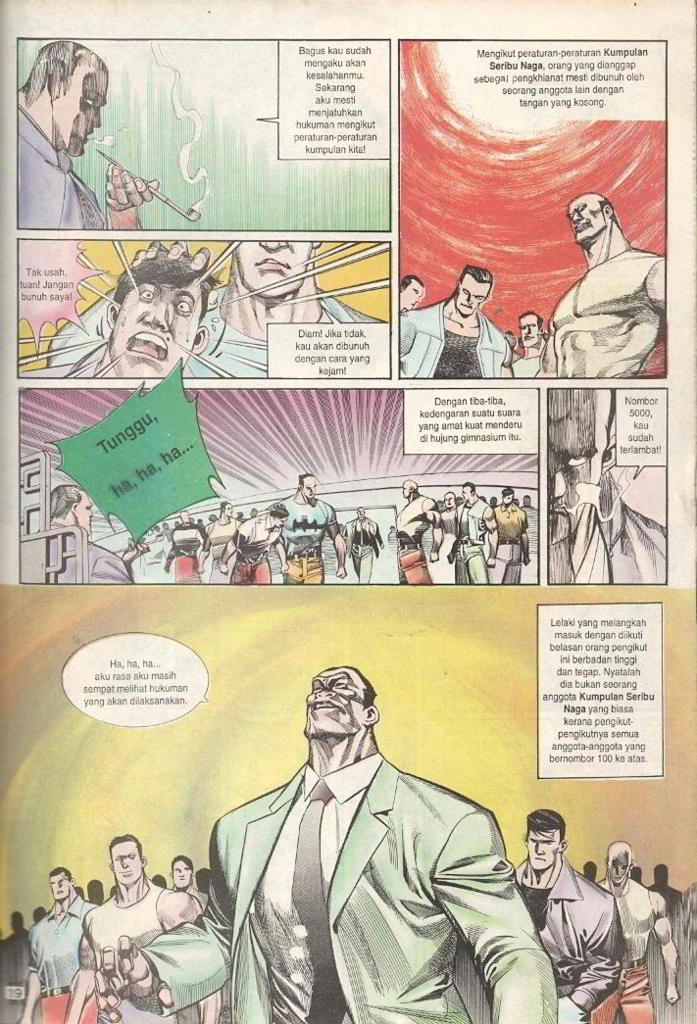 Bagus kau sudah
mengaku akan
kesalahanmu.
Sekarang
aku mesti
menjatuhkan
hukuman mengikut
peraturan-peraturan
kumpulan!
Mengikut peraturan-peraturan Kumpulan
Seribu Naga, orang yang dianggap
sebagai pengkhianat mesti dibunuh oleh
seorang anggota lain dengan
tangan yang kosong.
Tak usah,
tuan! Jangan
bunuh saya!
Diam! Jika tidak,
kau akan dibunuh
dengan cara yang
kejam!
Tunggu,
ha, ha, ha...
Dengan tiba-tiba,
kedengaran suatu suara
yang amat kuat menderu
di hujung gimnasium itu.
Nombor
5000,
kau
sudah
terlambat!
Ha, ha, ha...
aku rasa aku masih
sempat melihat hukuman
yang akan dilaksanakan.
Lelaki yang melangkah
masuk dengan diikuti
belasan orang pengikut
ini berbadan tinggi
dan tegap. Nyatalah
dia bukan seorang
anggota Kumpulan Seribu
Naga yang biasa
kerana pengikut-
pengikutnya semua
anggota-anggota yang
bernombor 100 ke atas.
19